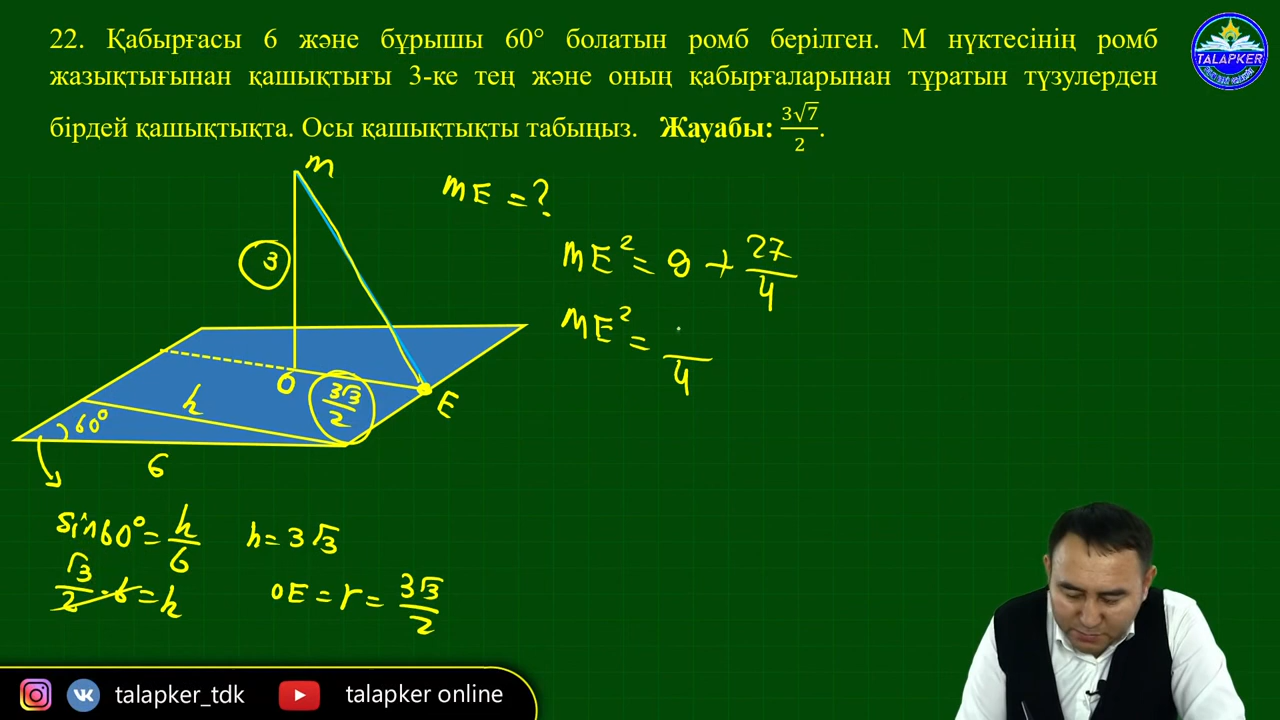 22. Қабырғасы 6 және бұрышы 60° болатын ромб берілген. М нүктесінің ромб
жазықтығынан қашықтығы 3-ке тең және оның қабырғаларынан тұратын түзулерден
бірдей қашықтықта. Осы қашықтықты табыңыз. Жауабы: 3√7/2.
TALAPKER
M
ME = ?
3
ME² = 9 + 27/4
ME² = /4
O
3√3/2
E
h
60°
6
sin60° = h/6
h = 3√3
√3/2 · 6 = h
OE = r = 3√3/2
talapker_tdk
talapker online